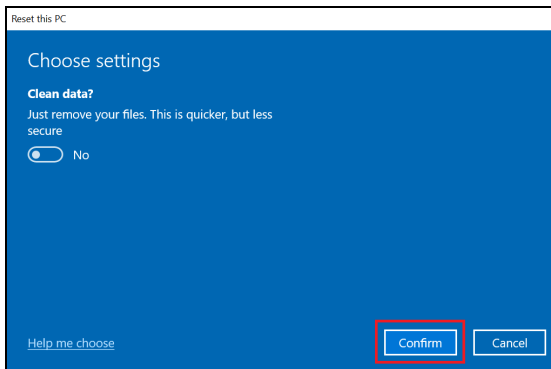 Reset this PC
Choose settings
Clean data?
Just remove your files. This is quicker, but less
secure
No
Help me choose
Confirm
Cancel